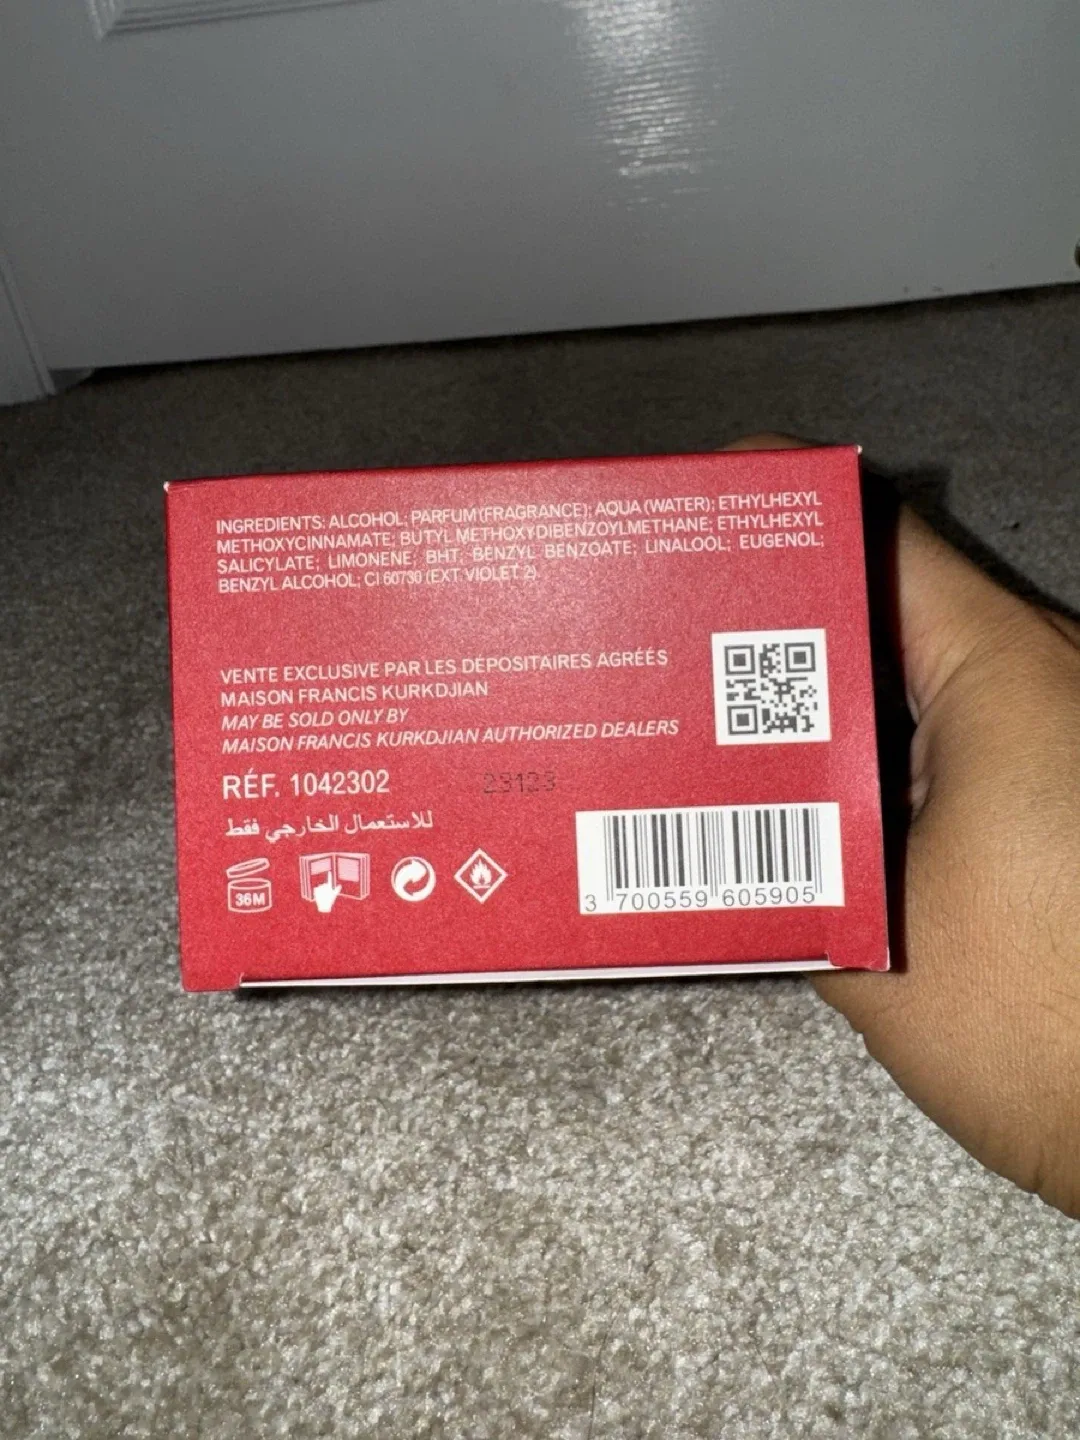 INGREDIENTS: ALCOHOL; PARFUM (FRAGRANCE); AQUA (WATER); ETHYLHEXYL
METHOXYCINNAMATE; BUTYL METHOXYDIBENZOYLMETHANE; ETHYLHEXYL
SALICYLATE; LIMONENE; BHT; BENZYL BENZOATE; LINALOOL; EUGENOL;
BENZYL ALCOHOL; CI 60730 (EXT. VIOLET 2)
VENTE EXCLUSIVE PAR LES DÉPOSITAIRES AGRÉÉS
MAISON FRANCIS KURKDJIAN
MAY BE SOLD ONLY BY
MAISON FRANCIS KURKDJIAN AUTHORIZED DEALERS
RÉF. 1042302
23123
للاستعمال الخارجي فقط
36M
3 700559 605905